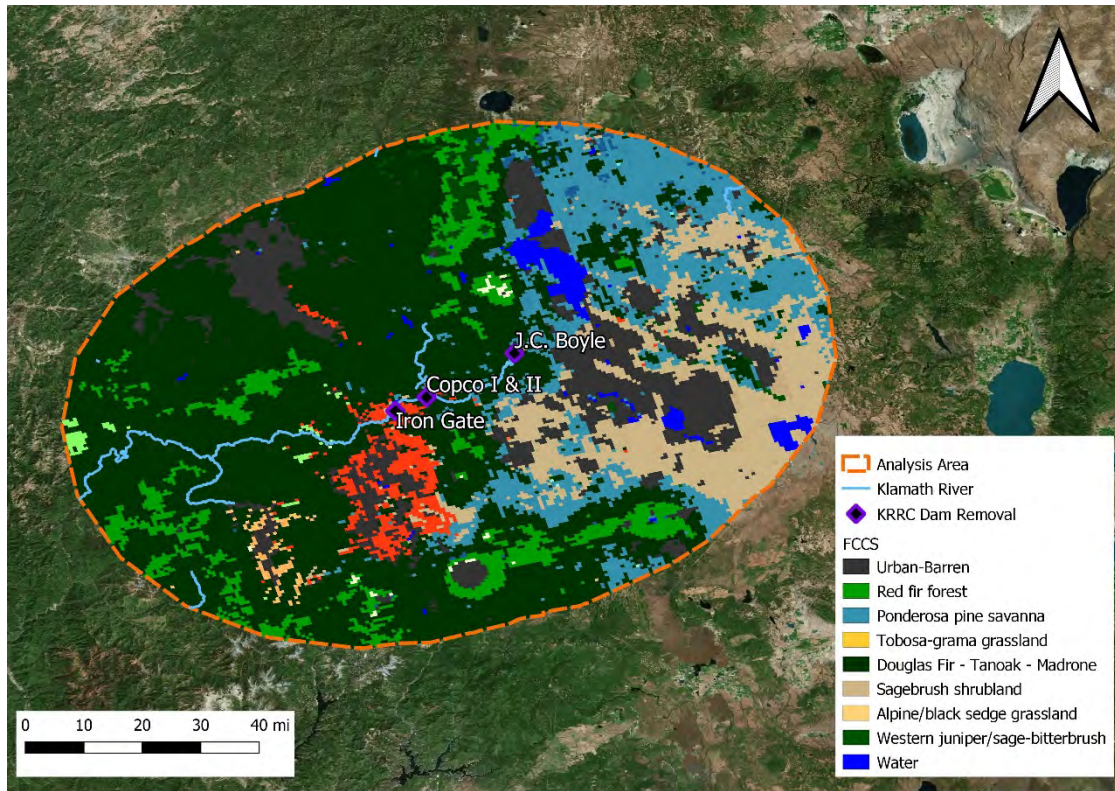 J.C. Boyle
Copco I & II
Iron Gate
Analysis Area
Klamath River
KRRC Dam Removal
FCCS
Urban-Barren
Red fir forest
Ponderosa pine savanna
Tobosa-grama grassland
Douglas Fir - Tanoak - Madrone
Sagebrush shrubland
Alpine/black sedge grassland
Western juniper/sage-bitterbrush
Water
0 10 20 30 40 mi